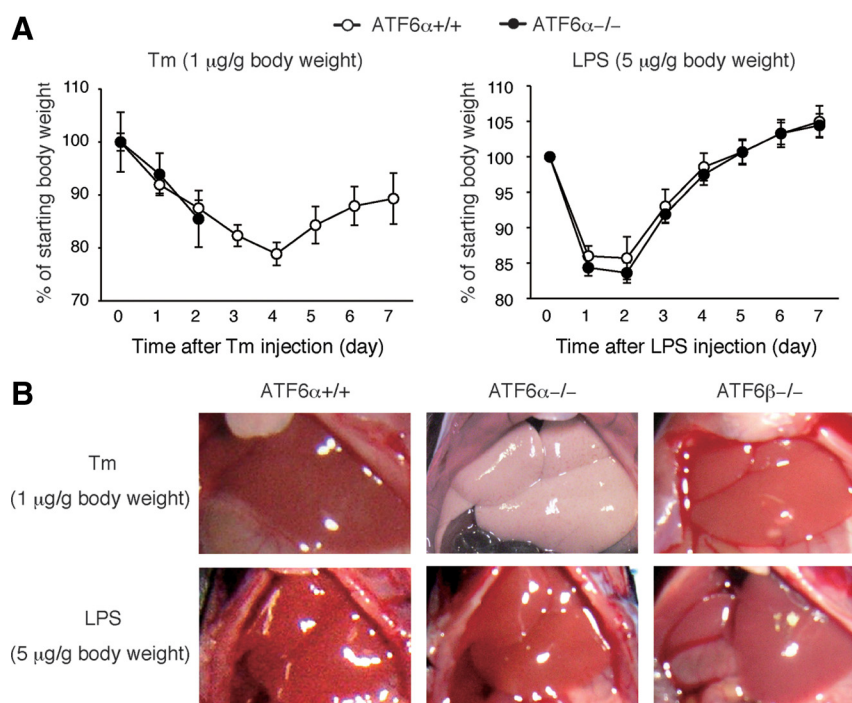 A
ATF6α+/+
ATF6α−/−
Tm (1 μg/g body weight)
LPS (5 μg/g body weight)
% of starting body weight
110
100
90
80
70
0 1 2 3 4 5 6 7
Time after Tm injection (day)
% of starting body weight
110
105
100
95
90
85
80
0 1 2 3 4 5 6 7
Time after LPS injection (day)
B
ATF6α+/+
ATF6α−/−
ATF6β−/−
Tm
(1 μg/g body weight)
LPS
(5 μg/g body weight)